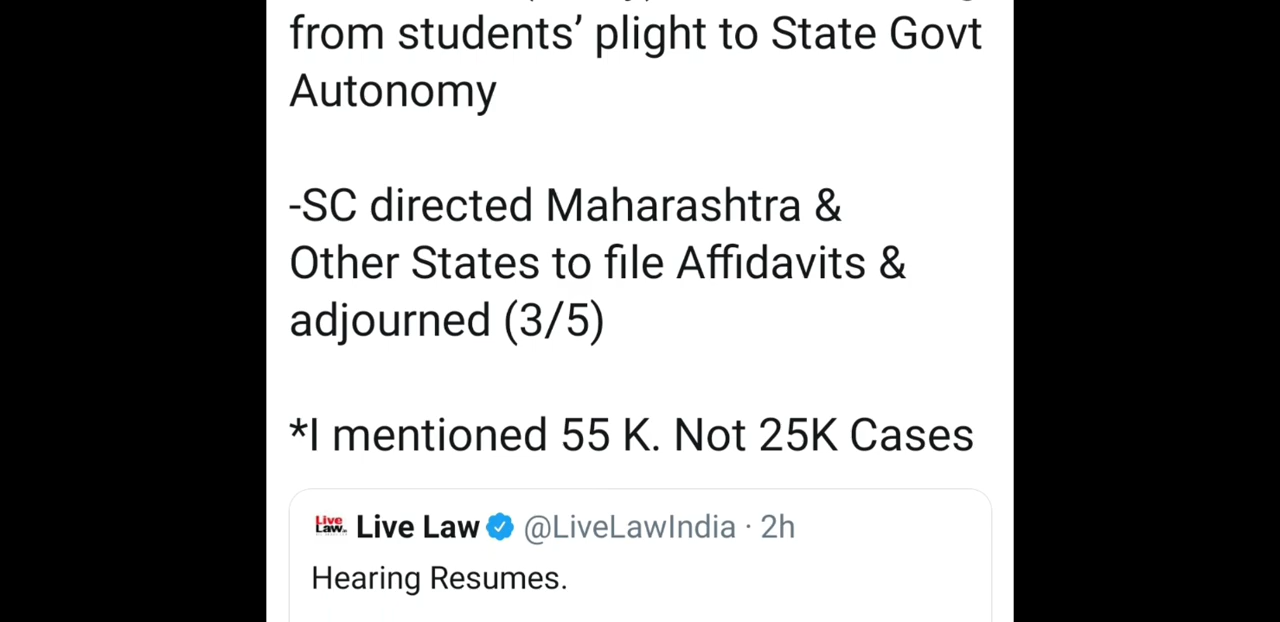 from students’ plight to State Govt
Autonomy
-SC directed Maharashtra &
Other States to file Affidavits &
adjourned (3/5)
*I mentioned 55 K. Not 25K Cases
Live Law. Live Law @LiveLawIndia · 2h
Hearing Resumes.